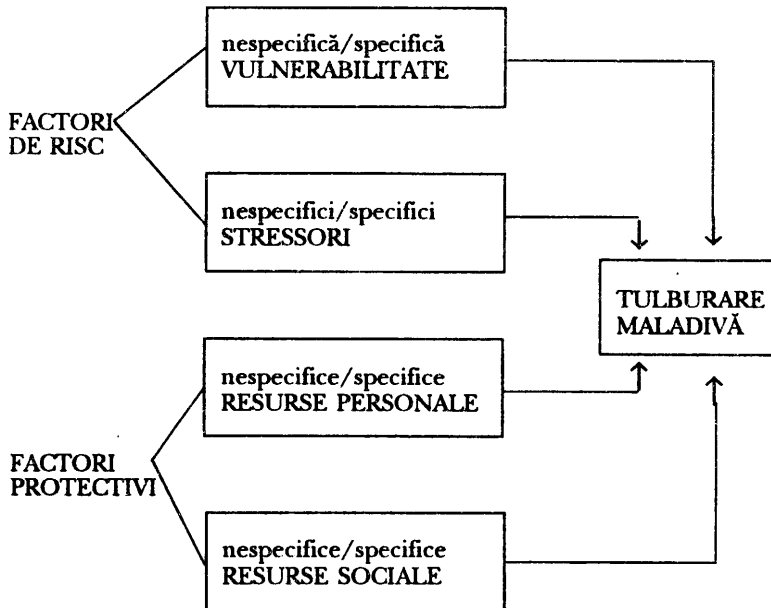 nespecifică/specifică
VULNERABILITATE
FACTORI
DE RISC
nespecifici/specifici
STRESSORI
TULBURARE
MALADIVĂ
nespecifice/specifice
RESURSE PERSONALE
FACTORI
PROTECTIVI
nespecifice/specifice
RESURSE SOCIALE